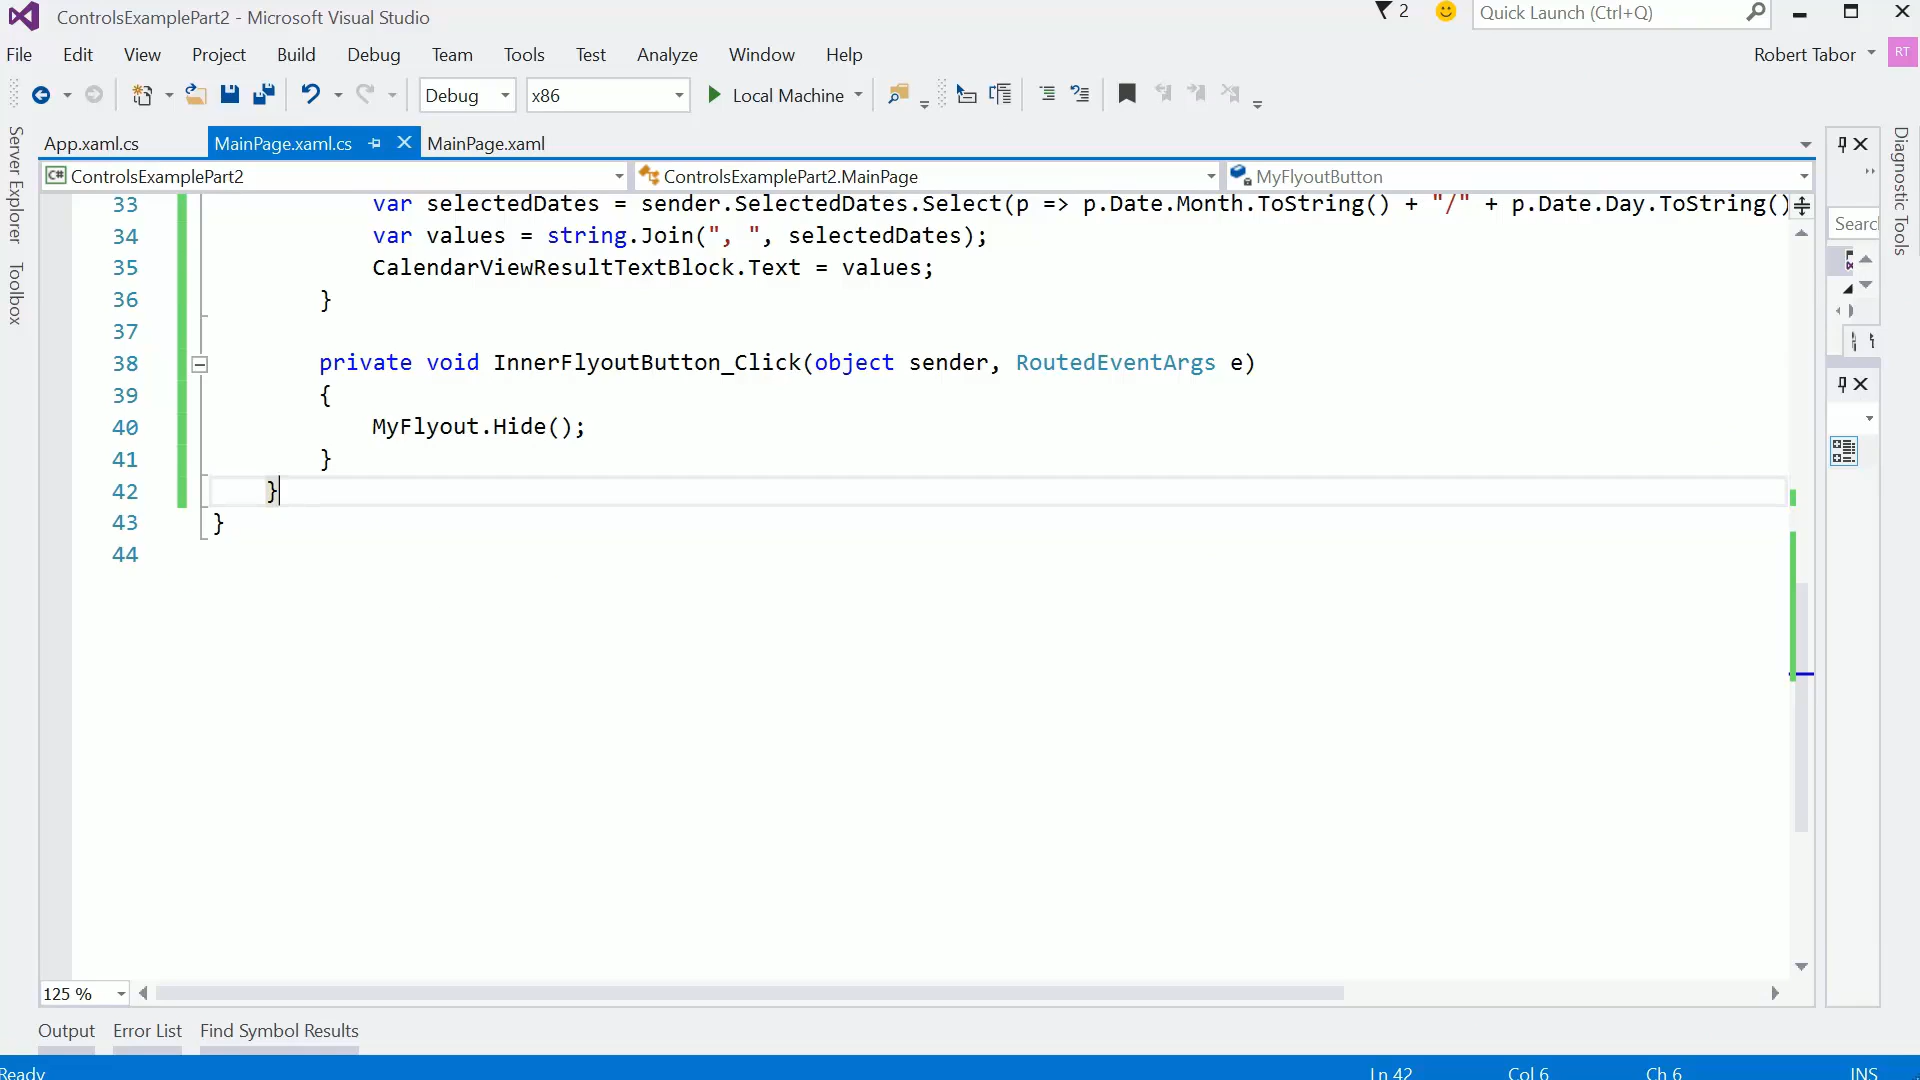 ControlsExamplePart2 - Microsoft Visual Studio
2
Quick Launch (Ctrl+Q)
File Edit View Project Build Debug Team Tools Test Analyze Window Help
Robert Tabor
RT
Debug
x86
Local Machine
App.xaml.cs
MainPage.xaml.cs
MainPage.xaml
C# ControlsExamplePart2
ControlsExamplePart2.MainPage
MyFlyoutButton
Server Explorer
Toolbox
33 var selectedDates = sender.SelectedDates.Select(p => p.Date.Month.ToString() + "/" + p.Date.Day.ToString()
34 var values = string.Join(", ", selectedDates);
35 CalendarViewResultTextBlock.Text = values;
36 }
37
38 private void InnerFlyoutButton_Click(object sender, RoutedEventArgs e)
39 {
40 MyFlyout.Hide();
41 }
42 }
43 }
44
Searc
Diagnostic Tools
125 %
Output Error List Find Symbol Results
Ready
Ln 42 Col 6 Ch 6 INS